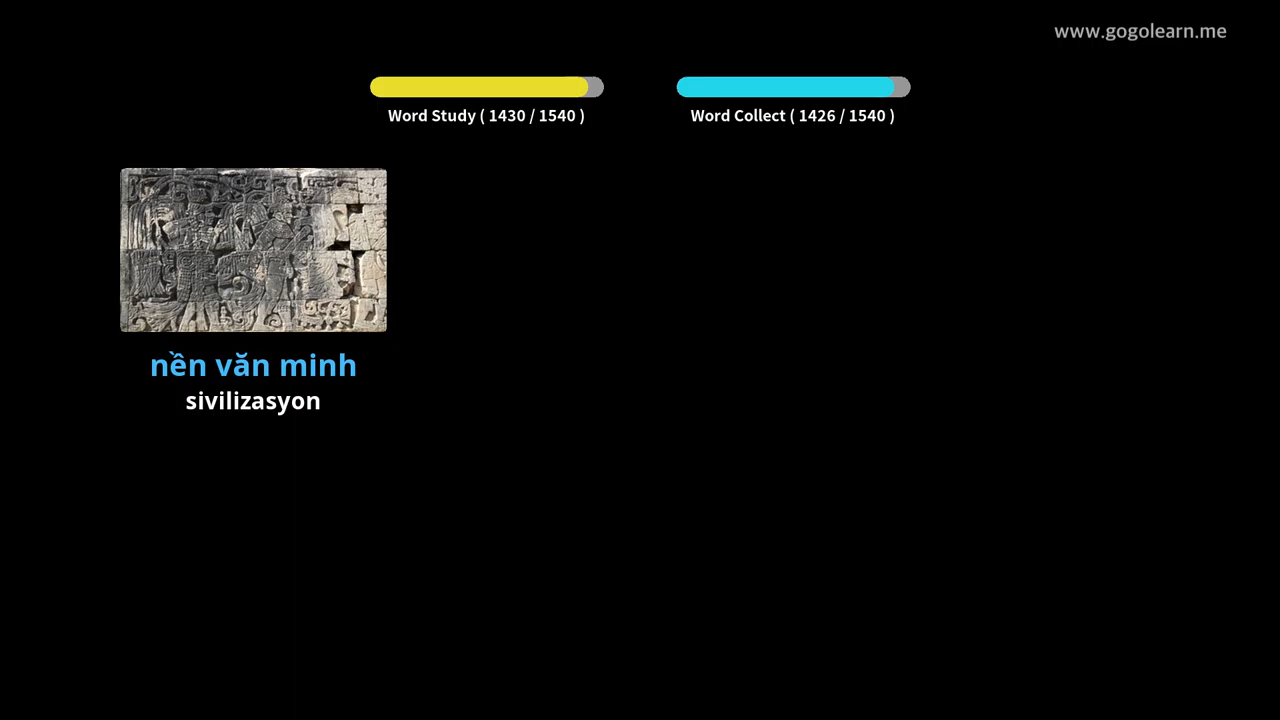 www.gogolearn.me
Word Study ( 1430 / 1540 )
Word Collect ( 1426 / 1540 )
nền văn minh
sivilizasyon